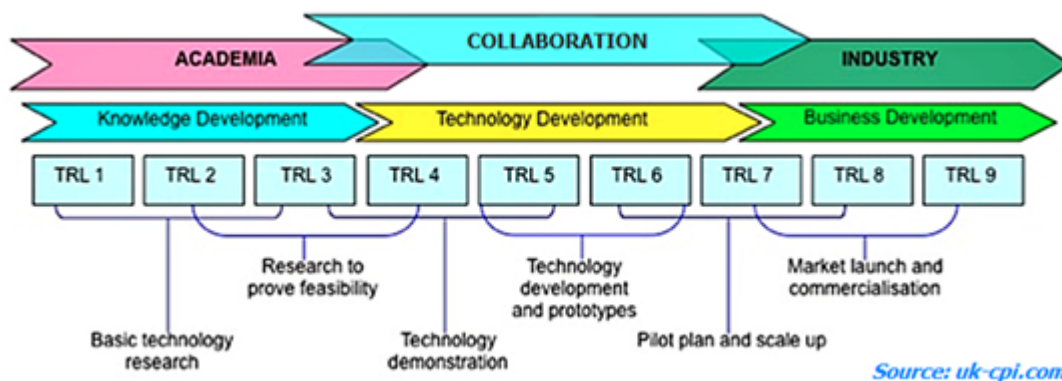 COLLABORATION
ACADEMIA
INDUSTRY
Knowledge Development
Technology Development
Business Development
TRL 1
TRL 2
TRL 3
TRL 4
TRL 5
TRL 6
TRL 7
TRL 8
TRL 9
Research to
prove feasibility
Technology
development
and prototypes
Market launch and
commercialisation
Basic technology
research
Technology
demonstration
Pilot plan and scale up
Source: uk-cpi.com